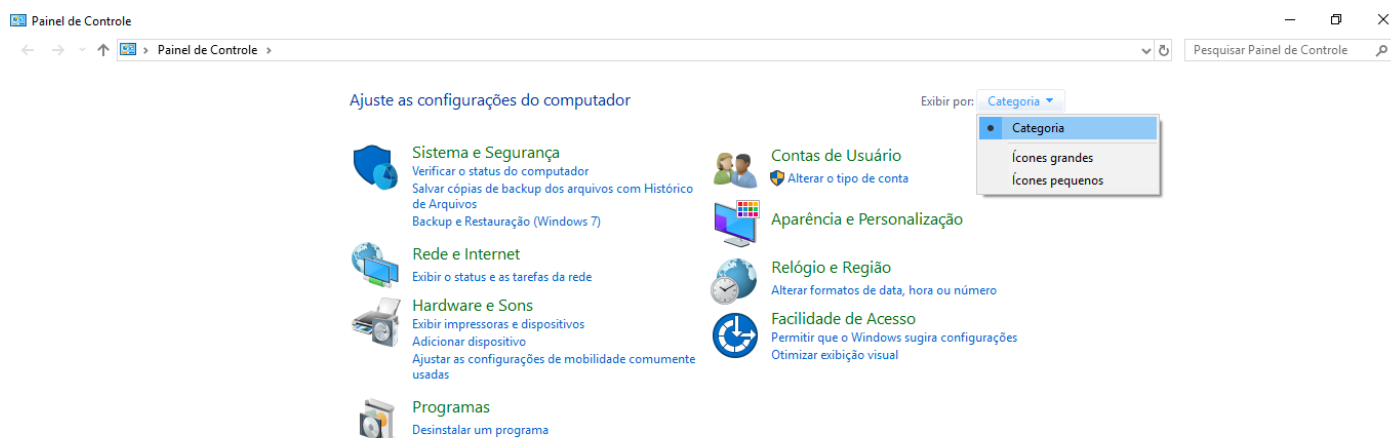 Painel de Controle
Painel de Controle
Pesquisar Painel de Controle
Ajuste as configurações do computador
Exibir por:
Categoria
Categoria
Ícones grandes
Ícones pequenos
Sistema e Segurança
Verificar o status do computador
Salvar cópias de backup dos arquivos com Histórico
de Arquivos
Backup e Restauração (Windows 7)
Rede e Internet
Exibir o status e as tarefas da rede
Hardware e Sons
Exibir impressoras e dispositivos
Adicionar dispositivo
Ajustar as configurações de mobilidade comumente
usadas
Programas
Desinstalar um programa
Contas de Usuário
Alterar o tipo de conta
Aparência e Personalização
Relógio e Região
Alterar formatos de data, hora ou número
Facilidade de Acesso
Permitir que o Windows sugira configurações
Otimizar exibição visual